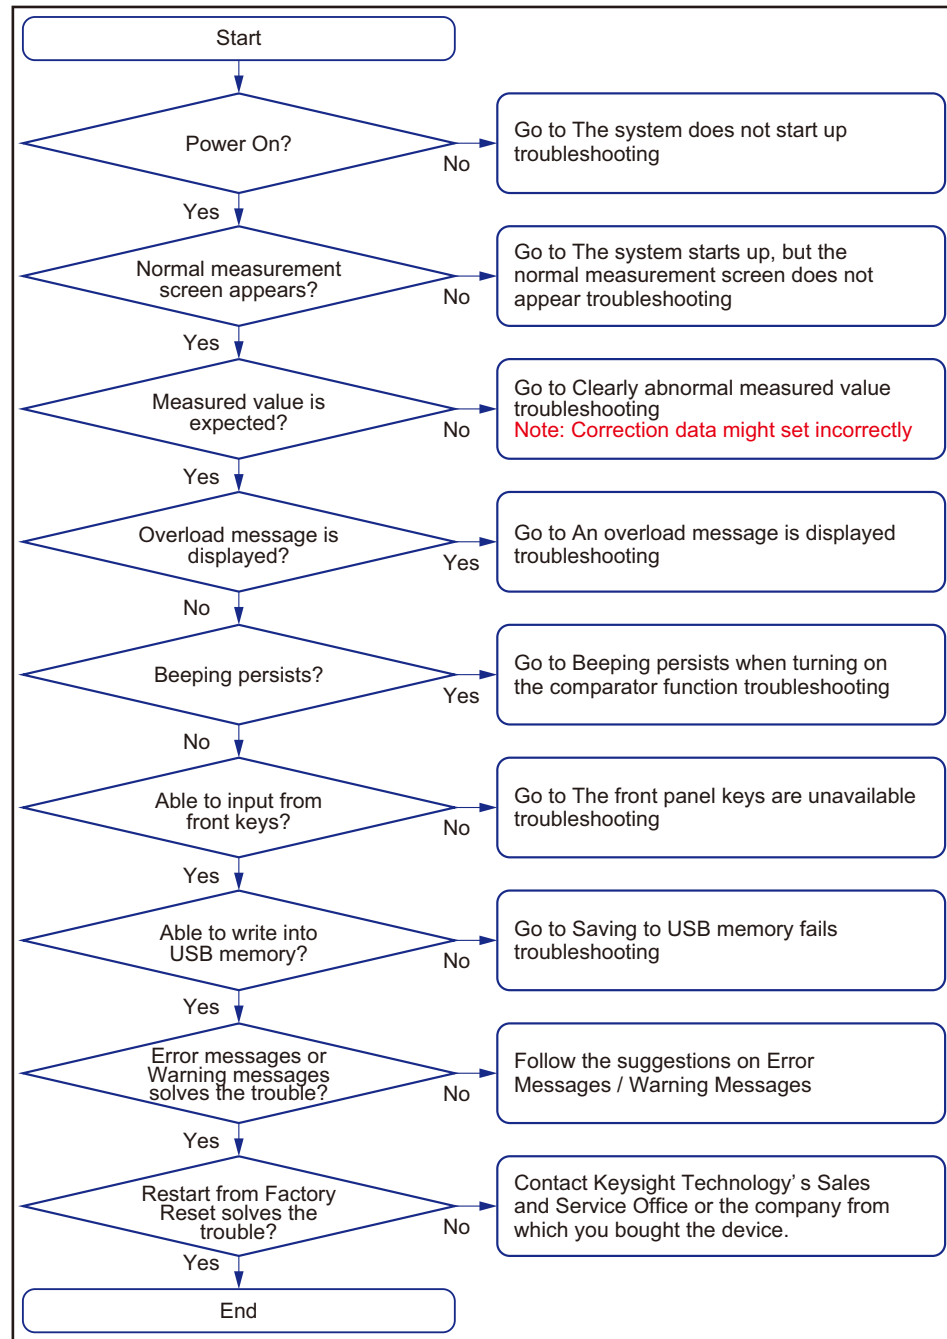 Start
Power On?
No
Go to The system does not start up
troubleshooting
Yes
Normal measurement
screen appears?
No
Go to The system starts up, but the
normal measurement screen does not
appear troubleshooting
Yes
Measured value is
expected?
No
Go to Clearly abnormal measured value
troubleshooting
Note: Correction data might set incorrectly
Yes
Overload message is
displayed?
Yes
Go to An overload message is displayed
troubleshooting
No
Beeping persists?
Yes
Go to Beeping persists when turning on
the comparator function troubleshooting
No
Able to input from
front keys?
No
Go to The front panel keys are unavailable
troubleshooting
Yes
Able to write into
USB memory?
No
Go to Saving to USB memory fails
troubleshooting
Yes
Error messages or
Warning messages
solves the trouble?
No
Follow the suggestions on Error
Messages / Warning Messages
Yes
Restart from Factory
Reset solves the
trouble?
No
Contact Keysight Technology’ s Sales
and Service Office or the company from
which you bought the device.
Yes
End